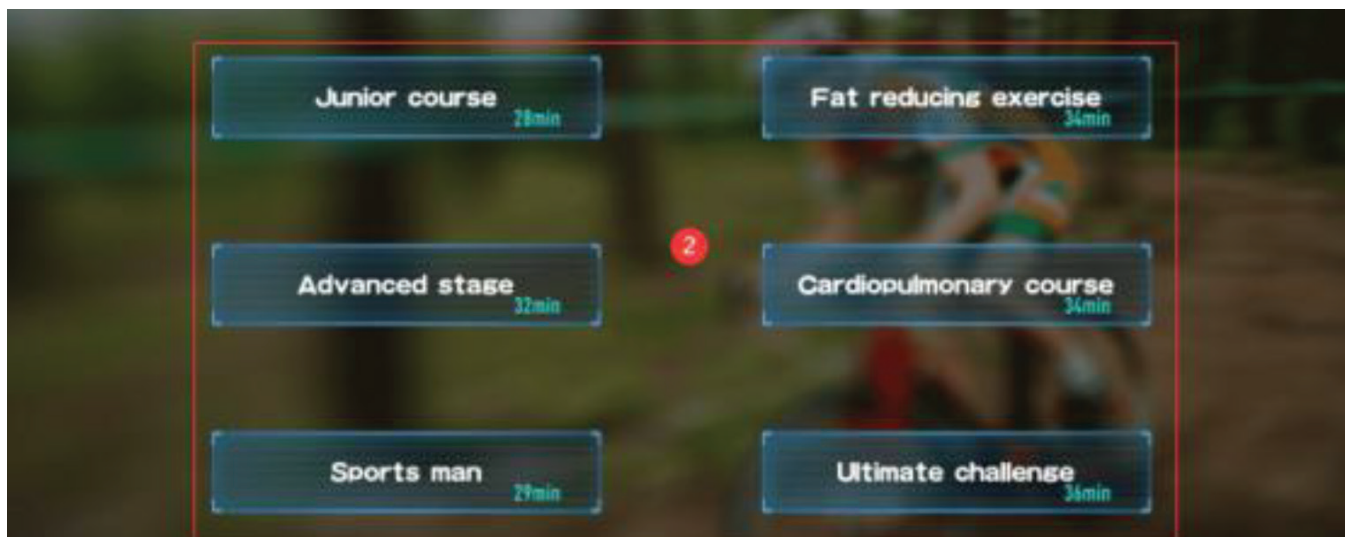 Junior course
28min
Fat reducing exercise
34min
Advanced stage
32min
2
Cardiopulmonary course
34min
Sports man
29min
Ultimate challenge
36min